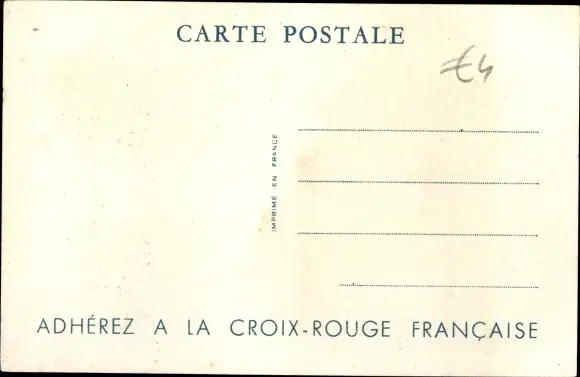 CARTE POSTALE
€4
IMPRIMÉ EN FRANCE
ADHÉREZ A LA CROIX-ROUGE FRANÇAISE